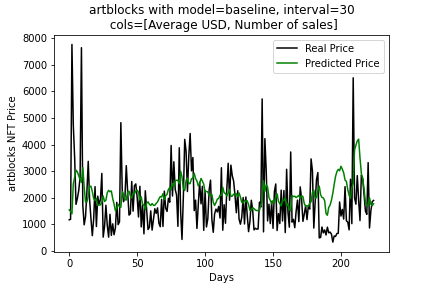 artblocks with model=baseline, interval=30
cols=[Average USD, Number of sales]
8000
7000
6000
5000
4000
3000
2000
1000
0
artblocks NFT Price
Real Price
Predicted Price
0 50 100 150 200
Days